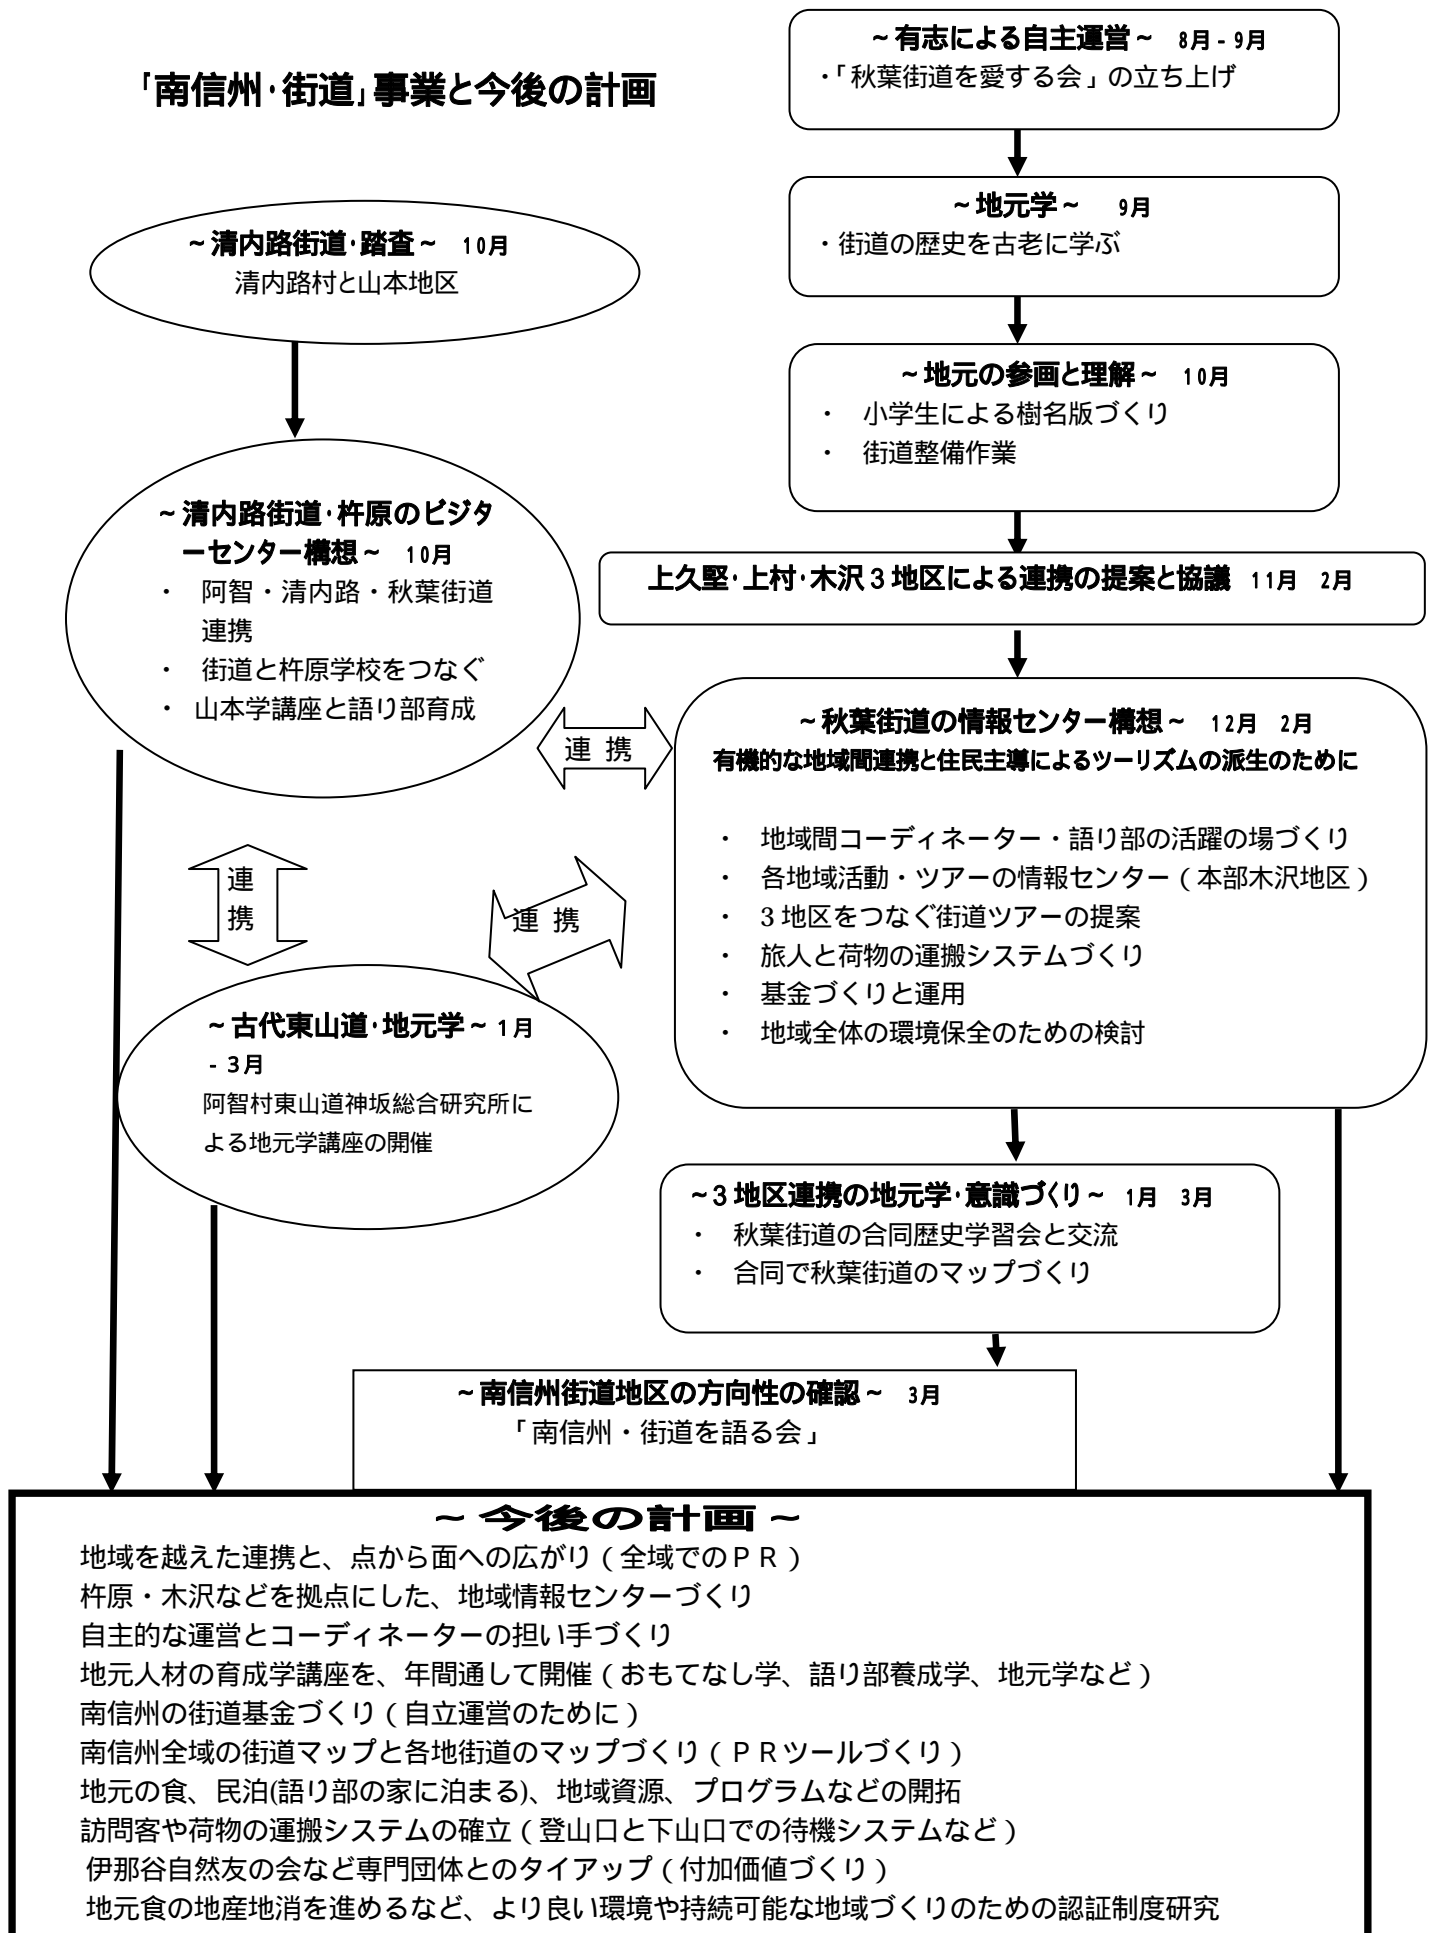 「南信州・街道」事業と今後の計画
~有志による自主運営~ 8月-9月
・「秋葉街道を愛する会」の立ち上げ
~地元学~ 9月
・街道の歴史を古老に学ぶ
~地元の参画と理解~ 10月
・ 小学生による樹名版づくり
・ 街道整備作業
上久堅・上村・木沢3地区による連携の提案と協議 11月 2月
~秋葉街道の情報センター構想~ 12月 2月
有機的な地域間連携と住民主導によるツーリズムの派生のために
・ 地域間コーディネーター・語り部の活躍の場づくり
・ 各地域活動・ツアーの情報センター(本部木沢地区)
・ 3地区をつなぐ街道ツアーの提案
・ 旅人と荷物の運搬システムづくり
・ 基金づくりと運用
・ 地域全体の環境保全のための検討
~3地区連携の地元学・意識づくり~ 1月 3月
・ 秋葉街道の合同歴史学習会と交流
・ 合同で秋葉街道のマップづくり
~清内路街道・踏査~ 10月
清内路村と山本地区
~清内路街道・杵原のビジタ
ーセンター構想~ 10月
・ 阿智・清内路・秋葉街道
連携
・ 街道と杵原学校をつなぐ
・ 山本学講座と語り部育成
連 携
連
携
連 携
~古代東山道・地元学~ 1月
- 3月
阿智村東山道神坂総合研究所に
よる地元学講座の開催
~南信州街道地区の方向性の確認~ 3月
「南信州・街道を語る会」
~今後の計画~
地域を越えた連携と、点から面への広がり(全域でのPR)
杵原・木沢などを拠点にした、地域情報センターづくり
自主的な運営とコーディネーターの担い手づくり
地元人材の育成学講座を、年間通して開催(おもてなし学、語り部養成学、地元学など)
南信州の街道基金づくり(自立運営のために)
南信州全域の街道マップと各地街道のマップづくり(PRツールづくり)
地元の食、民泊(語り部の家に泊まる)、地域資源、プログラムなどの開拓
訪問客や荷物の運搬システムの確立(登山口と下山口での待機システムなど)
伊那谷自然友の会など専門団体とのタイアップ(付加価値づくり)
地元食の地産地消を進めるなど、より良い環境や持続可能な地域づくりのための認証制度研究